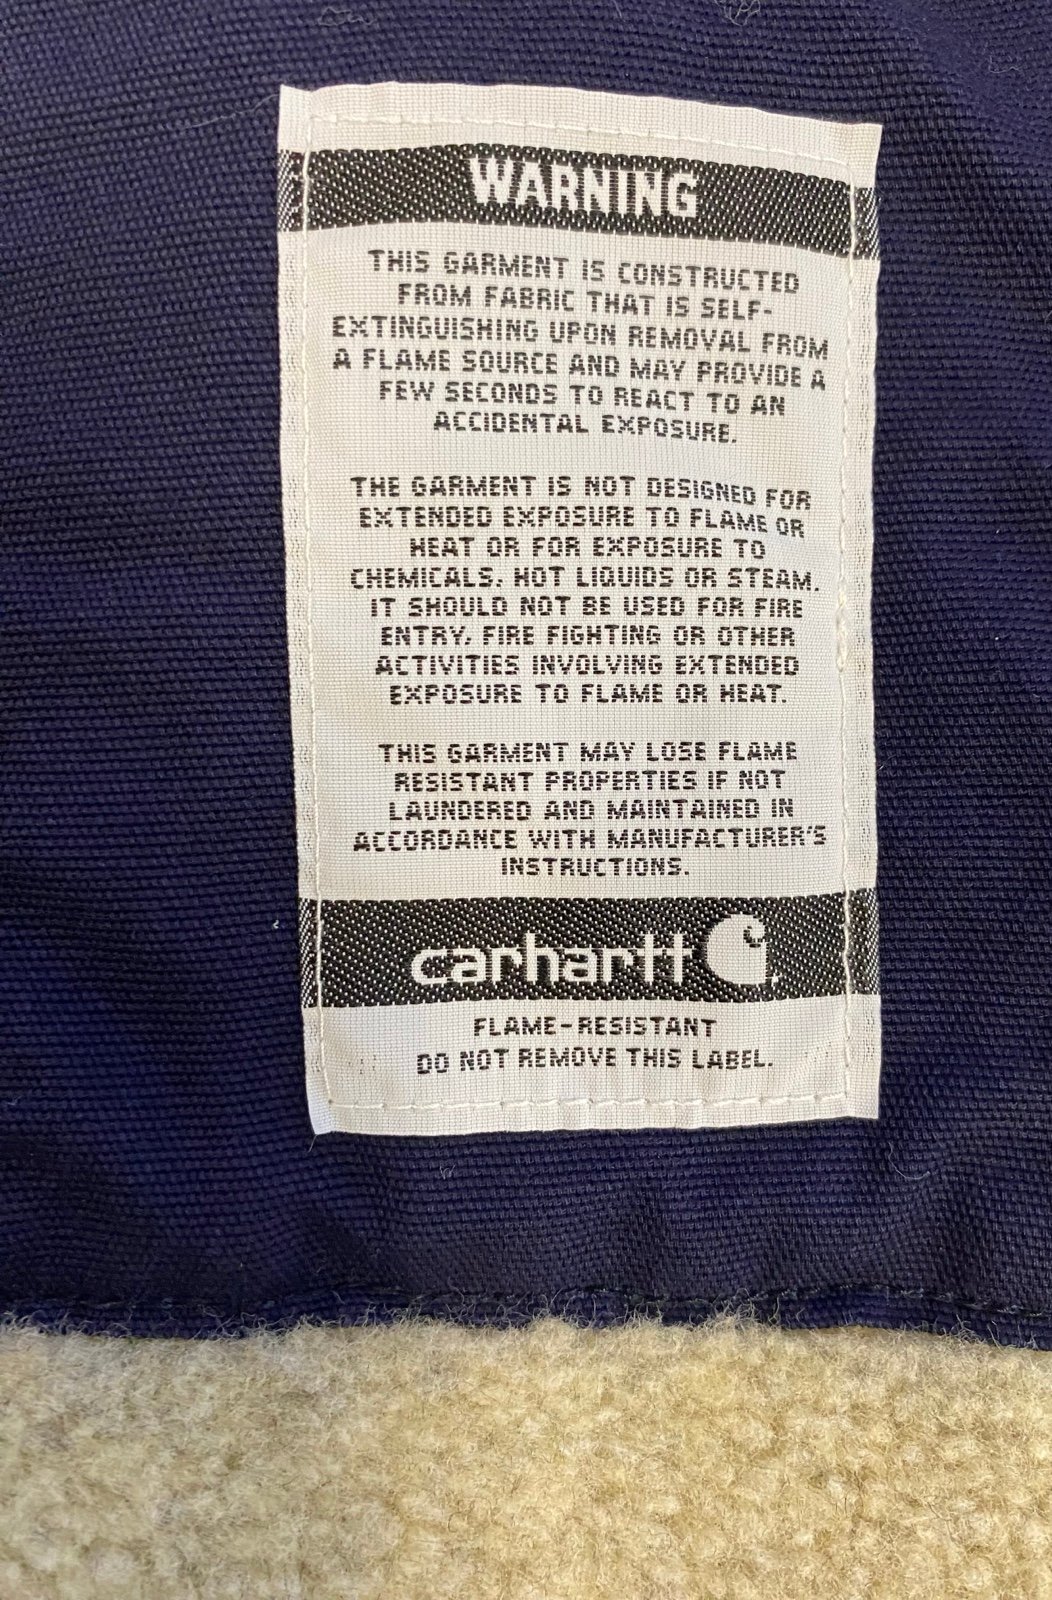 WARNING
THIS GARMENT IS CONSTRUCTED
FROM FABRIC THAT IS SELF-
EXTINGUISHING UPON REMOVAL FROM
A FLAME SOURCE AND MAY PROVIDE A
FEW SECONDS TO REACT TO AN
ACCIDENTAL EXPOSURE.
THE GARMENT IS NOT DESIGNED FOR
EXTENDED EXPOSURE TO FLAME OR
HEAT OR FOR EXPOSURE TO
CHEMICALS, HOT LIQUIDS OR STEAM.
IT SHOULD NOT BE USED FOR FIRE
ENTRY, FIRE FIGHTING OR OTHER
ACTIVITIES INVOLVING EXTENDED
EXPOSURE TO FLAME OR HEAT.
THIS GARMENT MAY LOSE FLAME
RESISTANT PROPERTIES IF NOT
LAUNDERED AND MAINTAINED IN
ACCORDANCE WITH MANUFACTURER'S
INSTRUCTIONS.
carhartt
FLAME-RESISTANT
DO NOT REMOVE THIS LABEL.